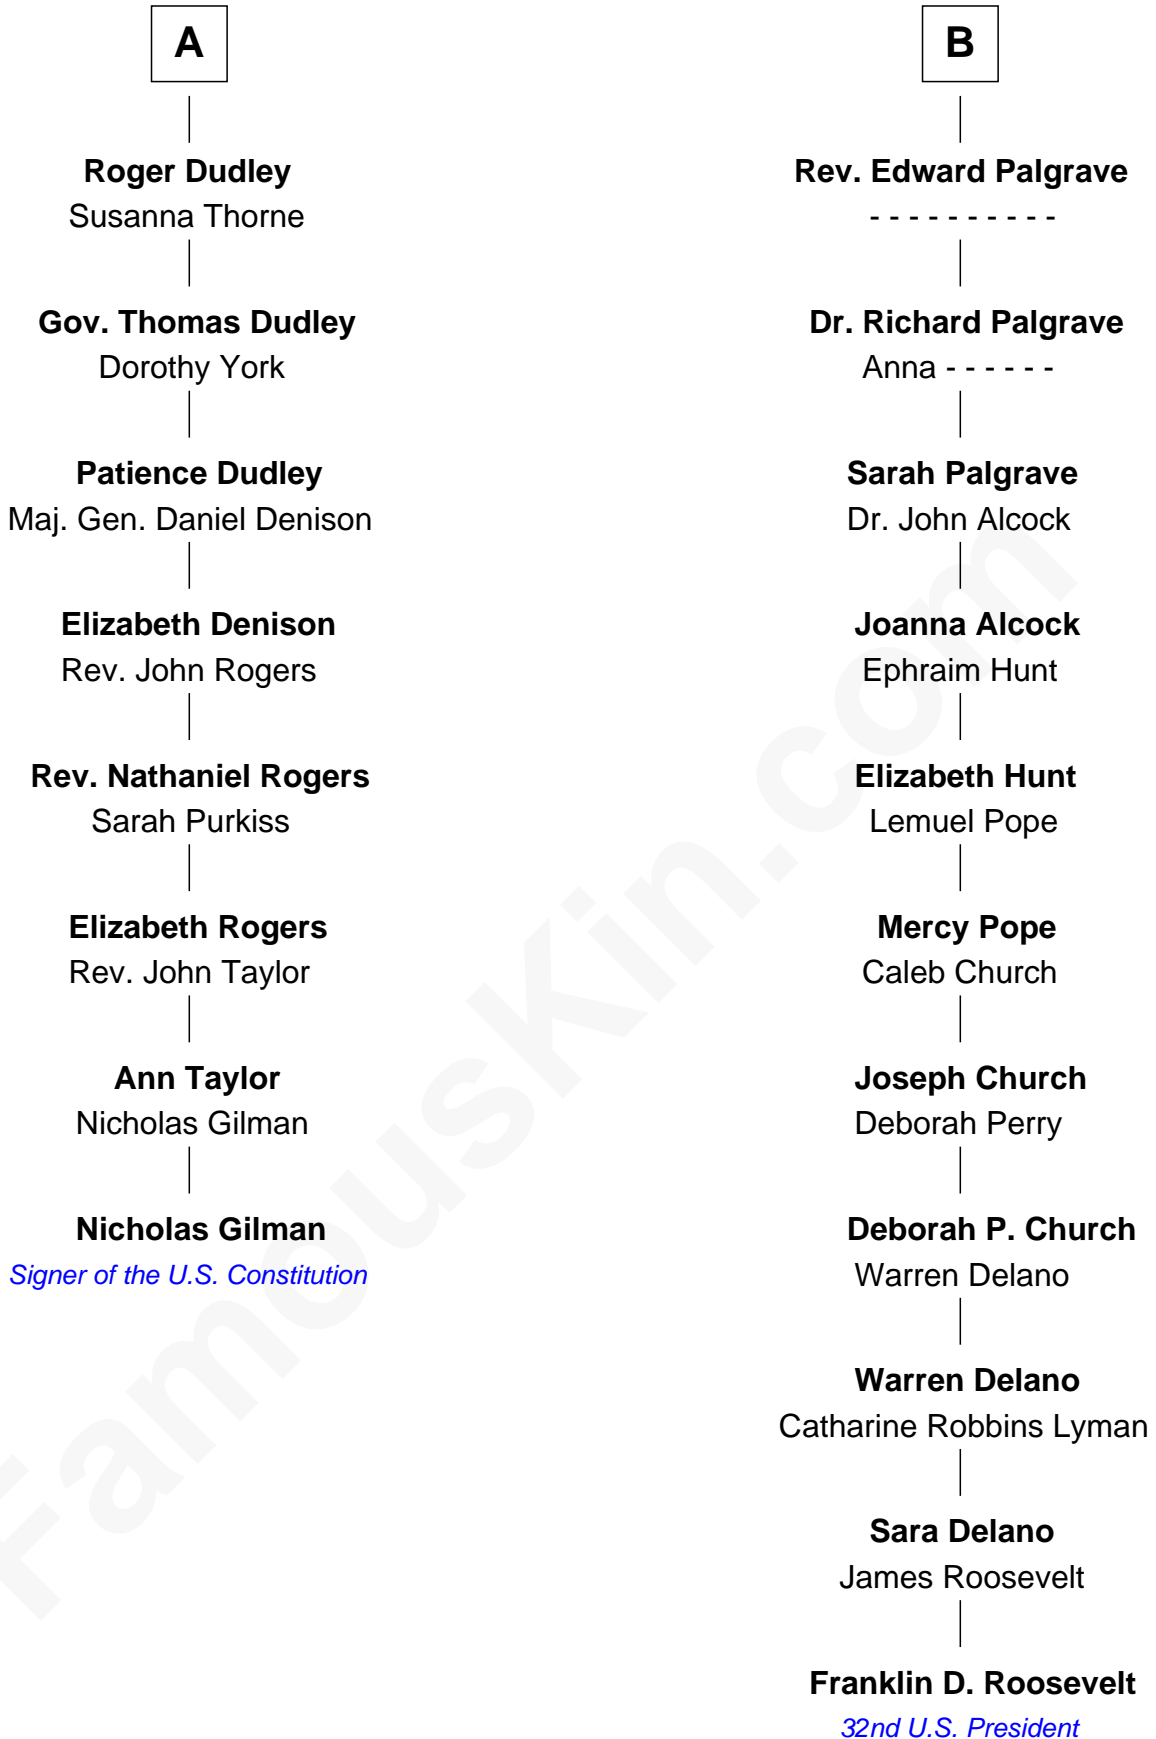 A
Roger Dudley
Susanna Thorne
Gov. Thomas Dudley
Dorothy York
Patience Dudley
Maj. Gen. Daniel Denison
Elizabeth Denison
Rev. John Rogers
Rev. Nathaniel Rogers
Sarah Purkiss
Elizabeth Rogers
Rev. John Taylor
Ann Taylor
Nicholas Gilman
Nicholas Gilman
Signer of the U.S. Constitution
B
Rev. Edward Palgrave
- - - - - - - - - -
Dr. Richard Palgrave
Anna - - - - - -
Sarah Palgrave
Dr. John Alcock
Joanna Alcock
Ephraim Hunt
Elizabeth Hunt
Lemuel Pope
Mercy Pope
Caleb Church
Joseph Church
Deborah Perry
Deborah P. Church
Warren Delano
Warren Delano
Catharine Robbins Lyman
Sara Delano
James Roosevelt
Franklin D. Roosevelt
32nd U.S. President
FamousKin.com